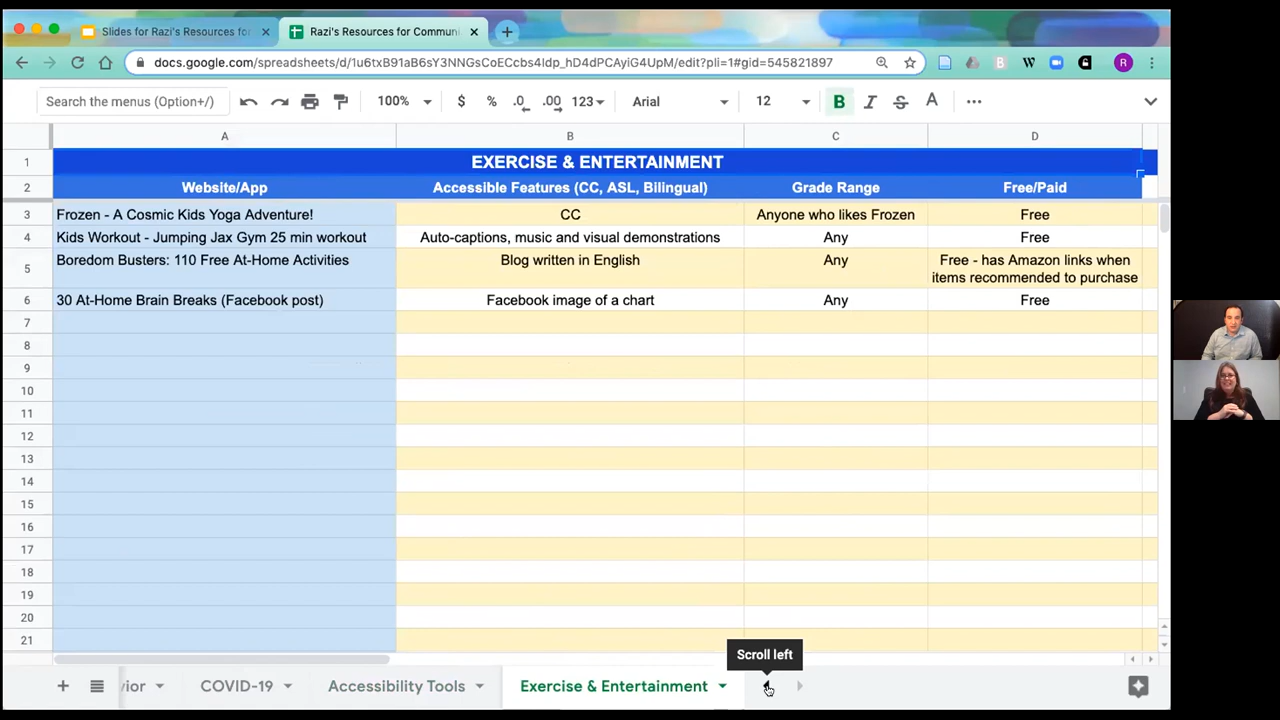 Slides for Razi's Resources for
Razi's Resources for Communi
docs.google.com/spreadsheets/d/1u6txB91aB6sY3NNGsCoECcbs4Idp_hD4dPCAyiG4UpM/edit?pli=1#gid=545821897
W
R
Search the menus (Option+/)
100%
$ % .0 .00 123
Arial
12
B I S A
A B C D
1 EXERCISE & ENTERTAINMENT
2 Website/App Accessible Features (CC, ASL, Bilingual) Grade Range Free/Paid
3 Frozen - A Cosmic Kids Yoga Adventure! CC Anyone who likes Frozen Free
4 Kids Workout - Jumping Jax Gym 25 min workout Auto-captions, music and visual demonstrations Any Free
5 Boredom Busters: 110 Free At-Home Activities Blog written in English Any Free - has Amazon links when
items recommended to purchase
6 30 At-Home Brain Breaks (Facebook post) Facebook image of a chart Any Free
7
8
9
10
11
12
13
14
15
16
17
18
19
20
21
Scroll left
vior COVID-19 Accessibility Tools Exercise & Entertainment